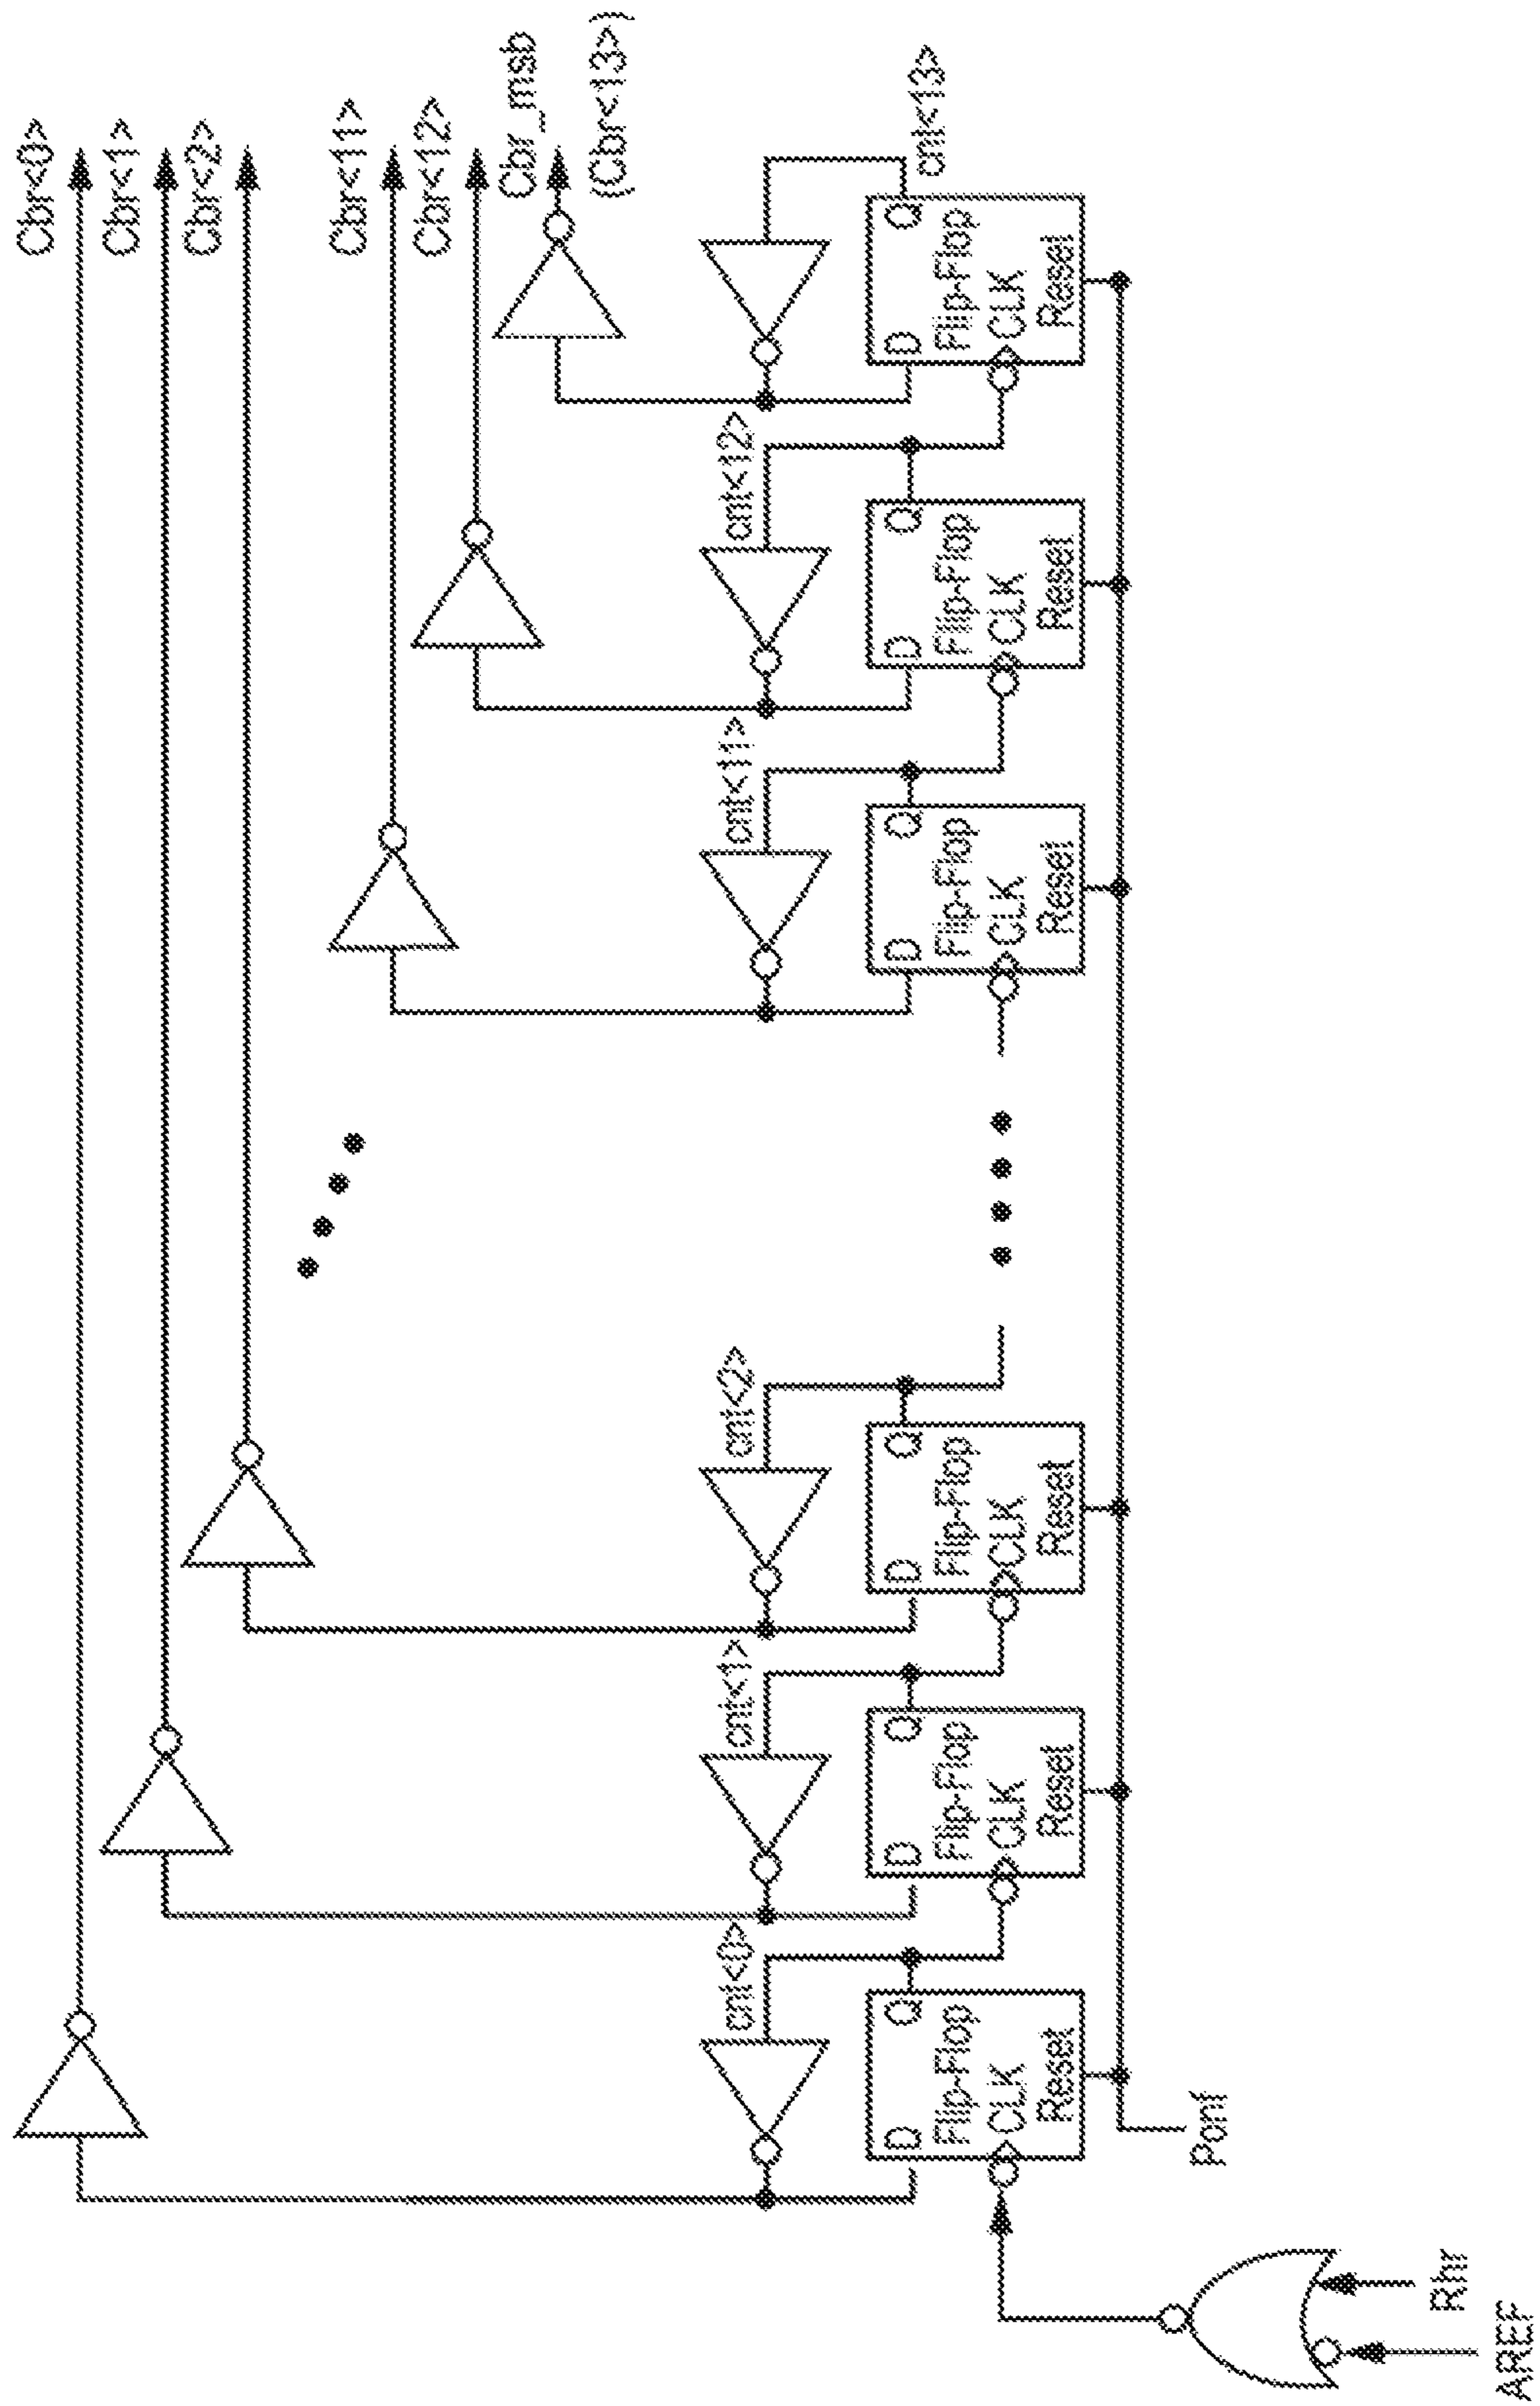 Cbr<0>
Cbr<1>
Cbr<2>
Cbr<11>
Cbr<12>
Cbr_msb
(Cbr<13>)
cnt<0>
cnt<1>
cnt<2>
cnt<11>
cnt<12>
cnt<13>
D
Q
Flip-Flop
CLK
Reset
D
Q
Flip-Flop
CLK
Reset
D
Q
Flip-Flop
CLK
Reset
D
Q
Flip-Flop
CLK
Reset
D
Q
Flip-Flop
CLK
Reset
D
Q
Flip-Flop
CLK
Reset
AREF
Rhr
Pont